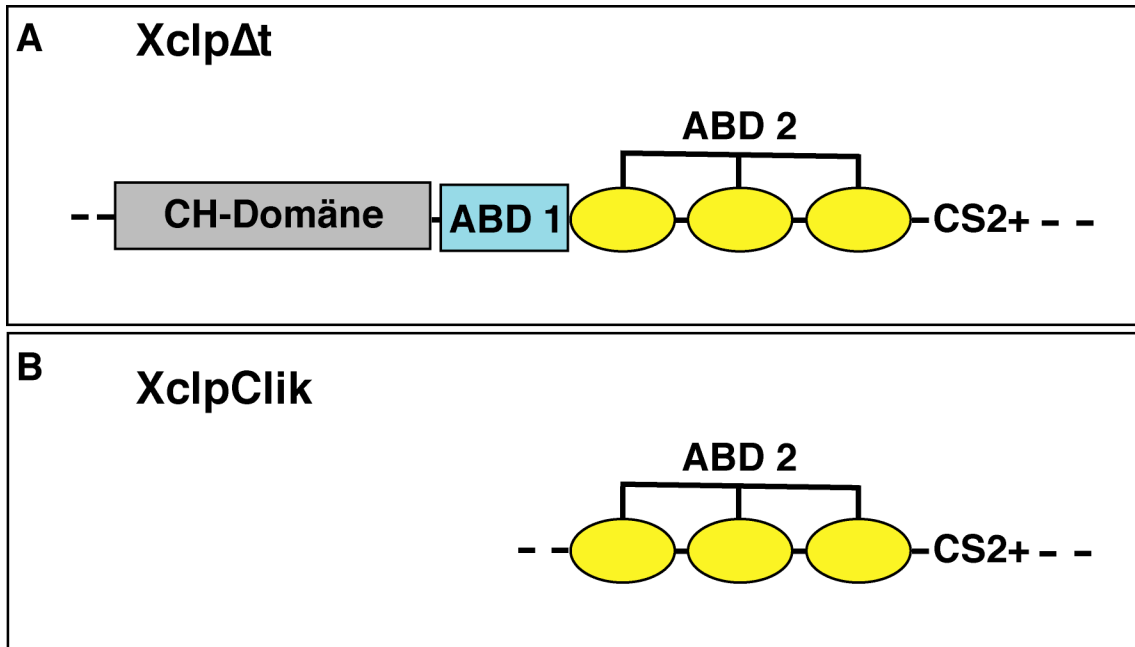 A
XclpΔt
ABD 2
CH-Domäne
ABD 1
CS2+
B
XclpClik
ABD 2
CS2+